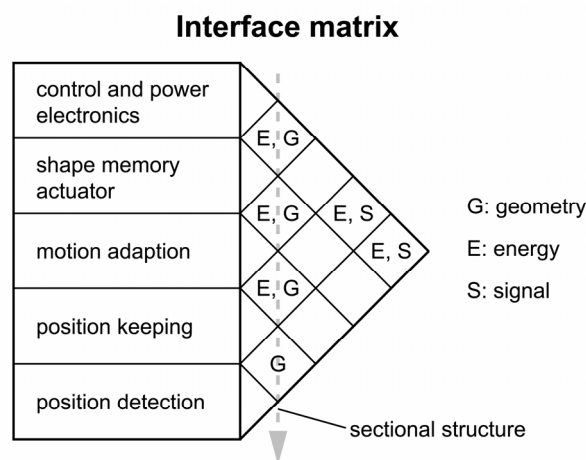 Interface matrix
control and power
electronics
E, G
shape memory
actuator
E, G
E, S
G: geometry
motion adaption
E, S
E: energy
E, G
S: signal
position keeping
G
position detection
sectional structure